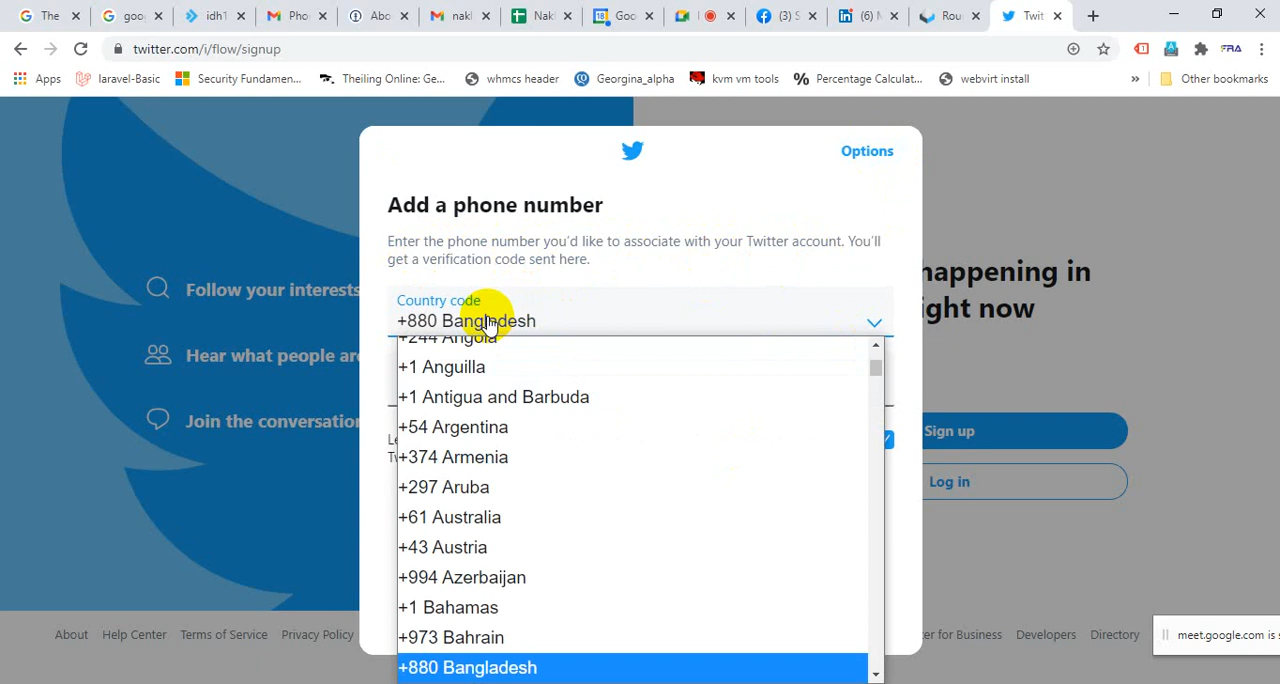 The
goo
idh1
Pho
Abo
nakl
Naki
Goo
(3) S
(6) M
Rou
Twit
twitter.com/i/flow/signup
Apps
laravel-Basic
Security Fundamen...
Theiling Online: Ge...
whmcs header
Georgina_alpha
kvm vm tools
Percentage Calculat...
webvirt install
»
Other bookmarks
Options
Add a phone number
Enter the phone number you'd like to associate with your Twitter account. You'll
get a verification code sent here.
Country code
+880 Bangladesh
+244 Angola
+1 Anguilla
+1 Antigua and Barbuda
+54 Argentina
+374 Armenia
+297 Aruba
+61 Australia
+43 Austria
+994 Azerbaijan
+1 Bahamas
+973 Bahrain
+880 Bangladesh
Follow your interests
Hear what people are
Join the conversation
happening in
ight now
Sign up
Log in
About
Help Center
Terms of Service
Privacy Policy
er for Business
Developers
Directory
meet.google.com is s